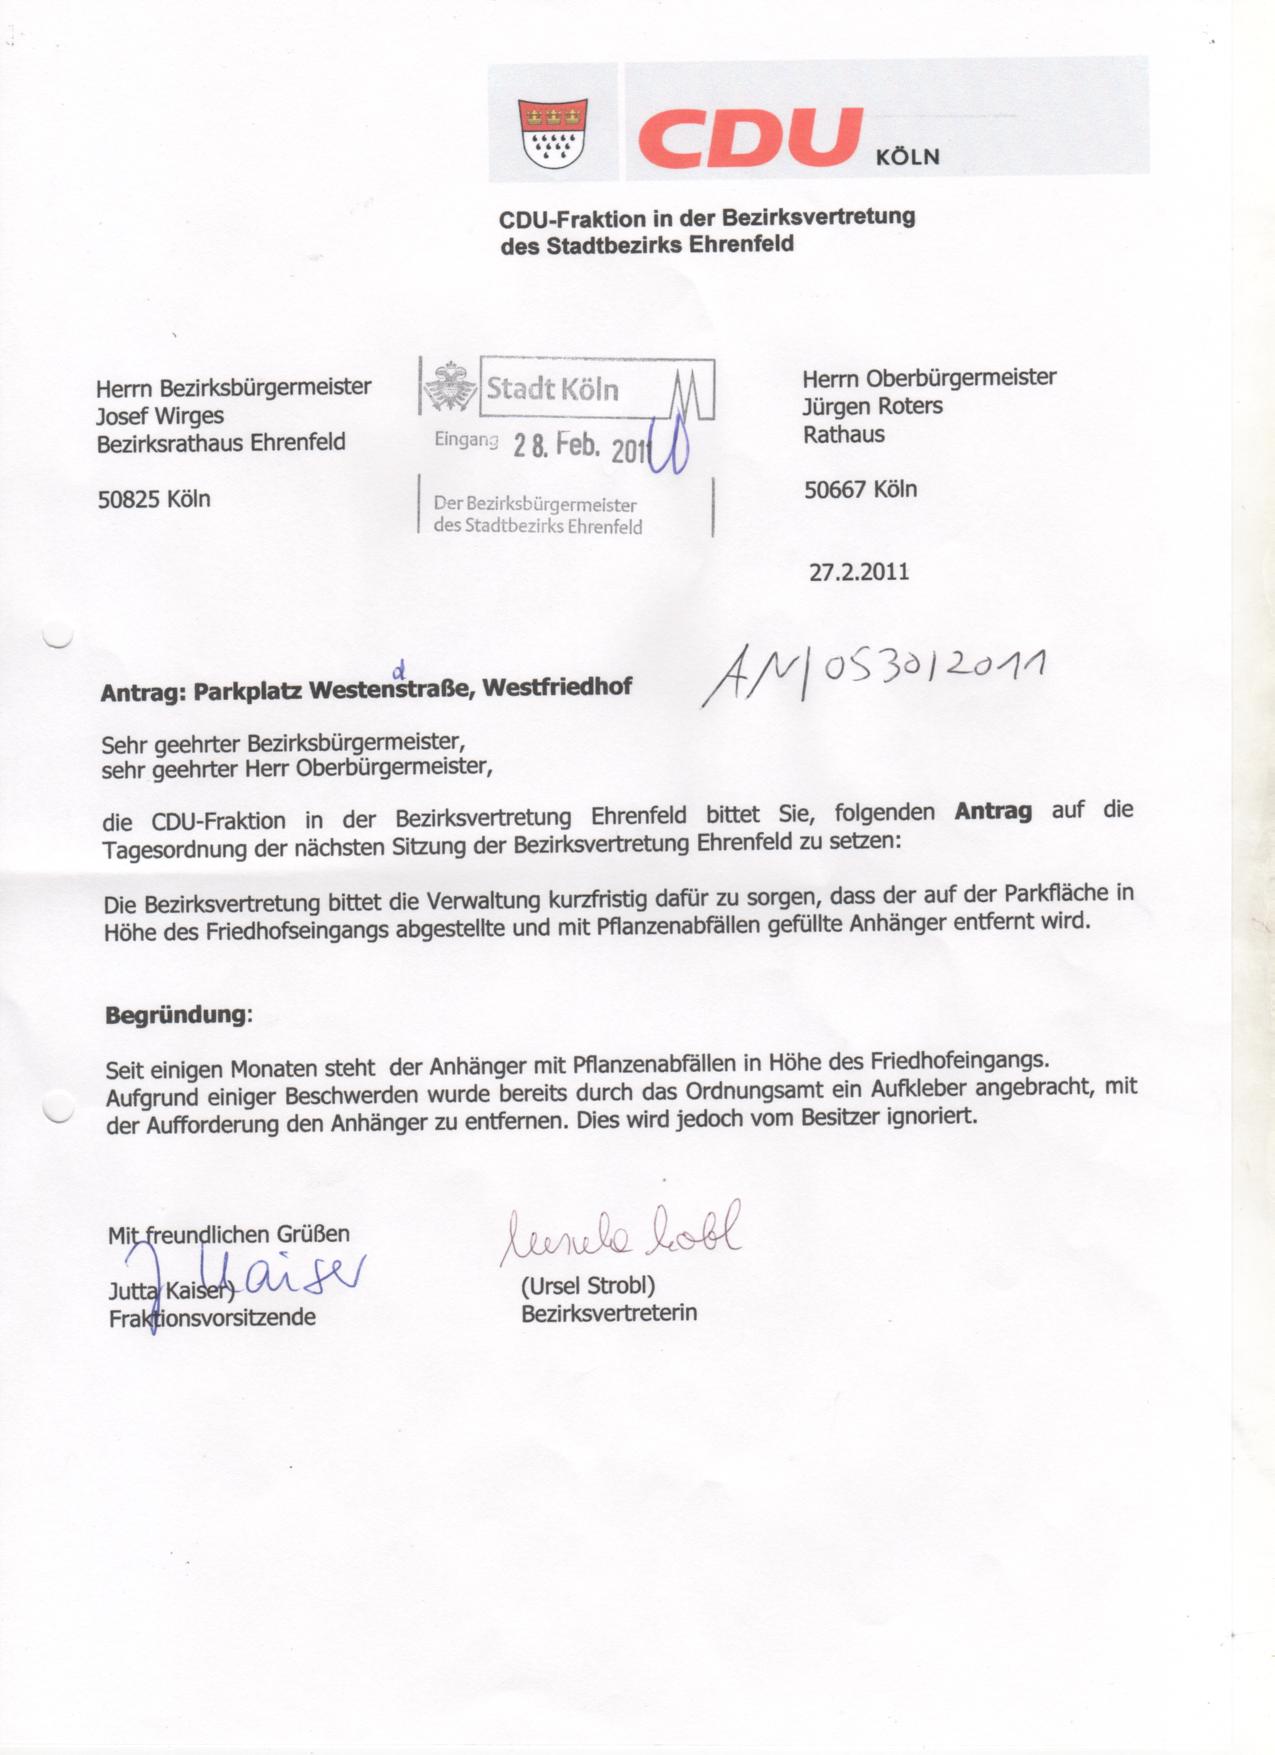 CDU KÖLN
CDU-Fraktion in der Bezirksvertretung
des Stadtbezirks Ehrenfeld
Herrn Bezirksbürgermeister
Josef Wirges
Bezirksrathaus Ehrenfeld
50825 Köln
Stadt Köln
Eingang 28. Feb. 2011
Der Bezirksbürgermeister
des Stadtbezirks Ehrenfeld
Herrn Oberbürgermeister
Jürgen Roters
Rathaus
50667 Köln
27.2.2011
AN/0530/2011
d
Antrag: Parkplatz Westenstraße, Westfriedhof
Sehr geehrter Bezirksbürgermeister,
sehr geehrter Herr Oberbürgermeister,
die CDU-Fraktion in der Bezirksvertretung Ehrenfeld bittet Sie, folgenden Antrag auf die
Tagesordnung der nächsten Sitzung der Bezirksvertretung Ehrenfeld zu setzen:
Die Bezirksvertretung bittet die Verwaltung kurzfristig dafür zu sorgen, dass der auf der Parkfläche in
Höhe des Friedhofseingangs abgestellte und mit Pflanzenabfällen gefüllte Anhänger entfernt wird.
Begründung:
Seit einigen Monaten steht der Anhänger mit Pflanzenabfällen in Höhe des Friedhofeingangs.
Aufgrund einiger Beschwerden wurde bereits durch das Ordnungsamt ein Aufkleber angebracht, mit
der Aufforderung den Anhänger zu entfernen. Dies wird jedoch vom Besitzer ignoriert.
Mit freundlichen Grüßen
J. Kaiser
Jutta Kaiser)
Fraktionsvorsitzende
(Ursel Strobl)
Bezirksvertreterin